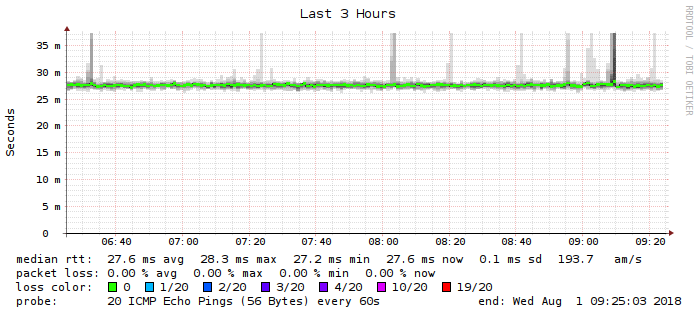 Last 3 Hours
RRDTOOL / TOBI OETIKER
Seconds
35 m
30 m
25 m
20 m
15 m
10 m
5 m
0
06:40 07:00 07:20 07:40 08:00 08:20 08:40 09:00 09:20
median rtt: 27.6 ms avg 28.3 ms max 27.2 ms min 27.6 ms now 0.1 ms sd 193.7 am/s
packet loss: 0.00 % avg 0.00 % max 0.00 % min 0.00 % now
loss color: 0 1/20 2/20 3/20 4/20 10/20 19/20
probe: 20 ICMP Echo Pings (56 Bytes) every 60s end: Wed Aug 1 09:25:03 2018